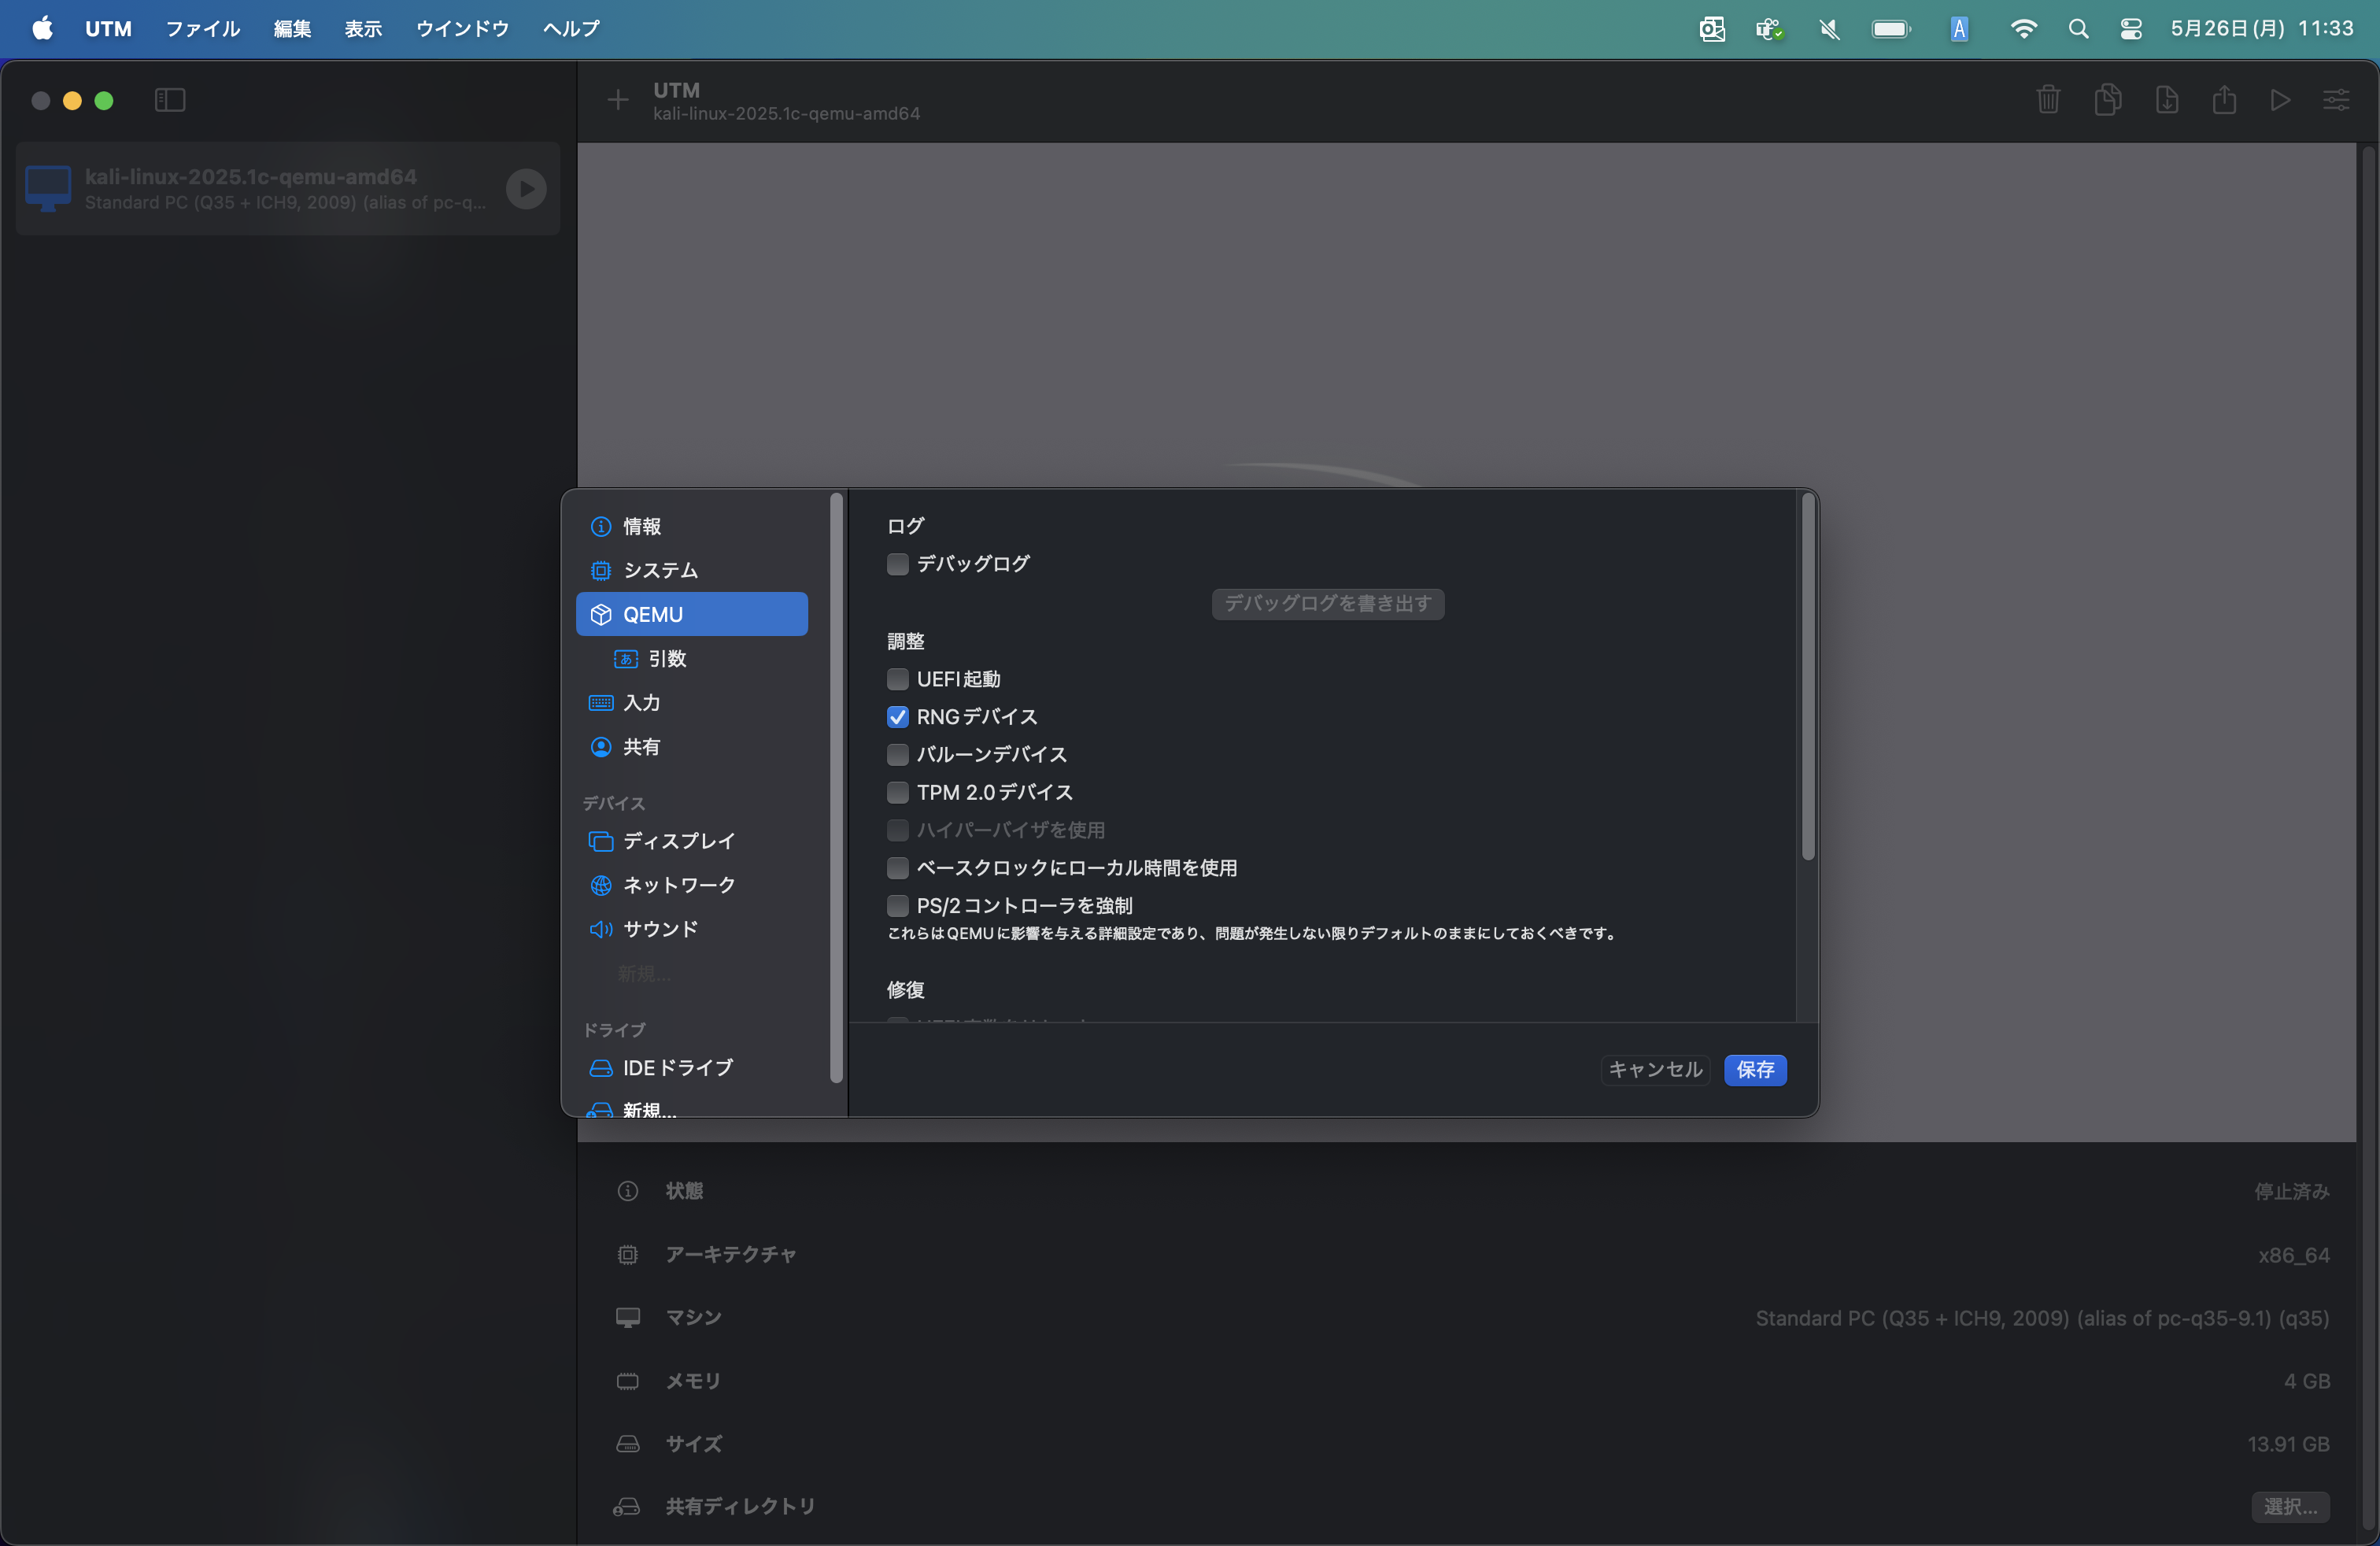 UTM ファイル 編集 表示 ウインドウ ヘルプ
A 5月26日(月) 11:33
UTM
kali-linux-2025.1c-qemu-amd64
kali-linux-2025.1c-qemu-amd64
Standard PC (Q35 + ICH9, 2009) (alias of pc-q...
情報
システム
QEMU
引数
入力
共有
デバイス
ディスプレイ
ネットワーク
サウンド
新規...
ドライブ
IDEドライブ
新規...
ログ
デバッグログ
デバッグログを書き出す
調整
UEFI起動
RNGデバイス
バルーンデバイス
TPM 2.0デバイス
ハイパーバイザを使用
ベースクロックにローカル時間を使用
PS/2コントローラを強制
これらはQEMUに影響を与える詳細設定であり、問題が発生しない限りデフォルトのままにしておくべきです。
修復
キャンセル 保存
状態 停止済み
アーキテクチャ x86_64
マシン Standard PC (Q35 + ICH9, 2009) (alias of pc-q35-9.1) (q35)
メモリ 4 GB
サイズ 13.91 GB
共有ディレクトリ 選択...